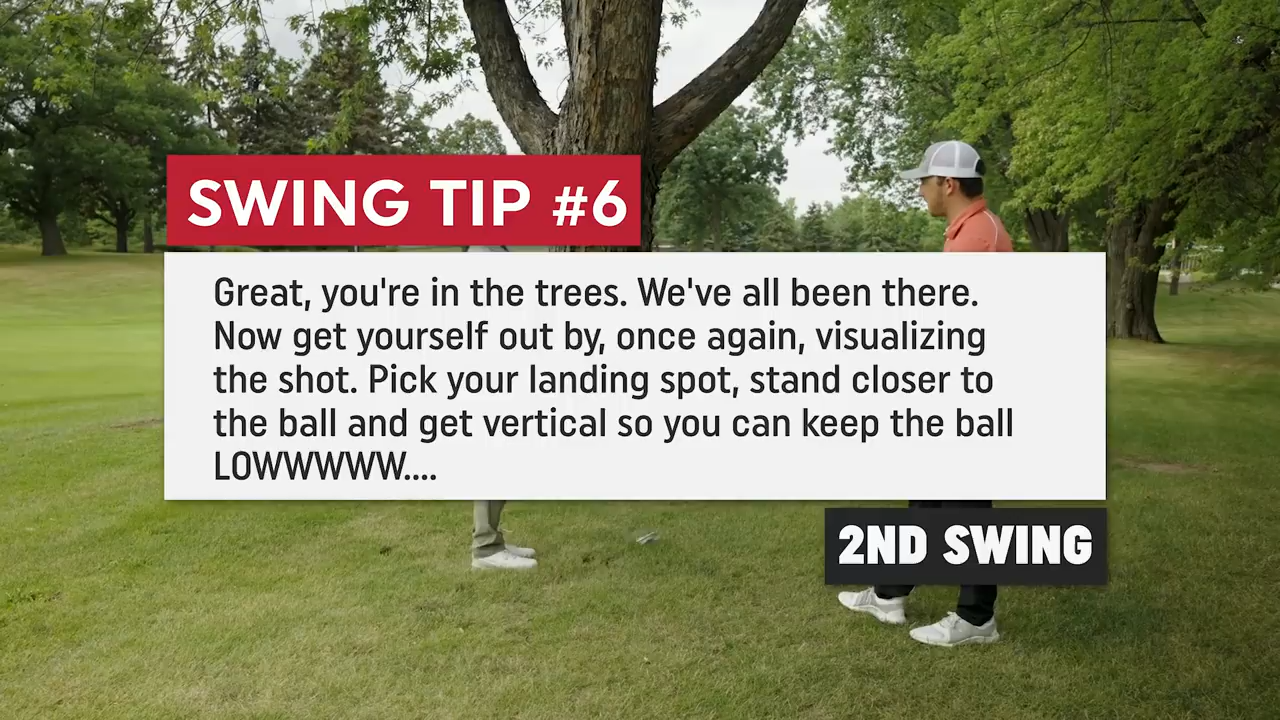 SWING TIP #6
Great, you're in the trees. We've all been there.
Now get yourself out by, once again, visualizing
the shot. Pick your landing spot, stand closer to
the ball and get vertical so you can keep the ball
LOWWWWW....
2ND SWING